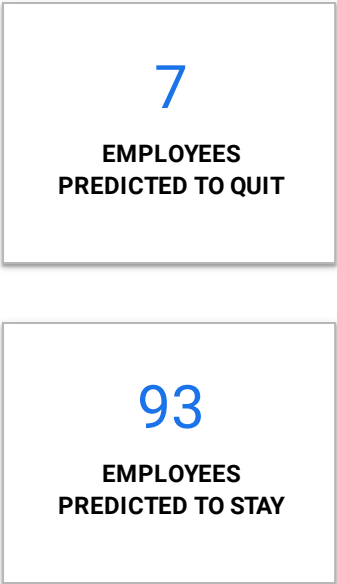 7
EMPLOYEES
PREDICTED TO QUIT
93
EMPLOYEES
PREDICTED TO STAY